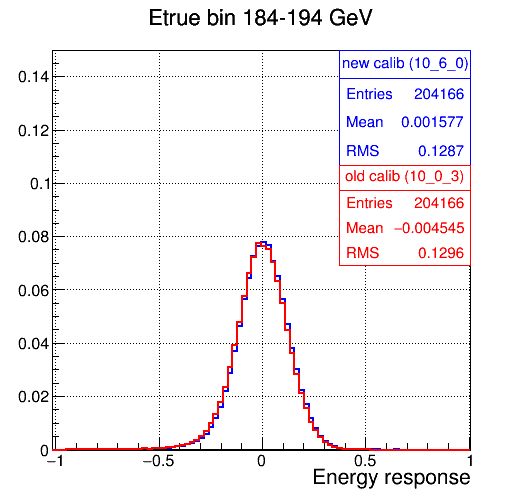 Etrue bin 184-194 GeV
new calib (10_6_0)
Entries 204166
Mean 0.001577
RMS 0.1287
old calib (10_0_3)
Entries 204166
Mean −0.004545
RMS 0.1296
0.14
0.12
0.1
0.08
0.06
0.04
0.02
0
−1 −0.5 0 0.5 1
Energy response